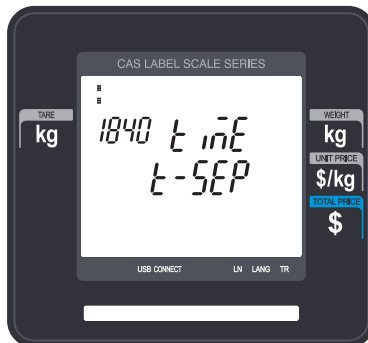 CAS LABEL SCALE SERIES
TARE
kg
1840 tinE
t-SEP
WEIGHT
kg
UNIT PRICE
$/kg
TOTAL PRICE
$
USB CONNECT LN LANG TR